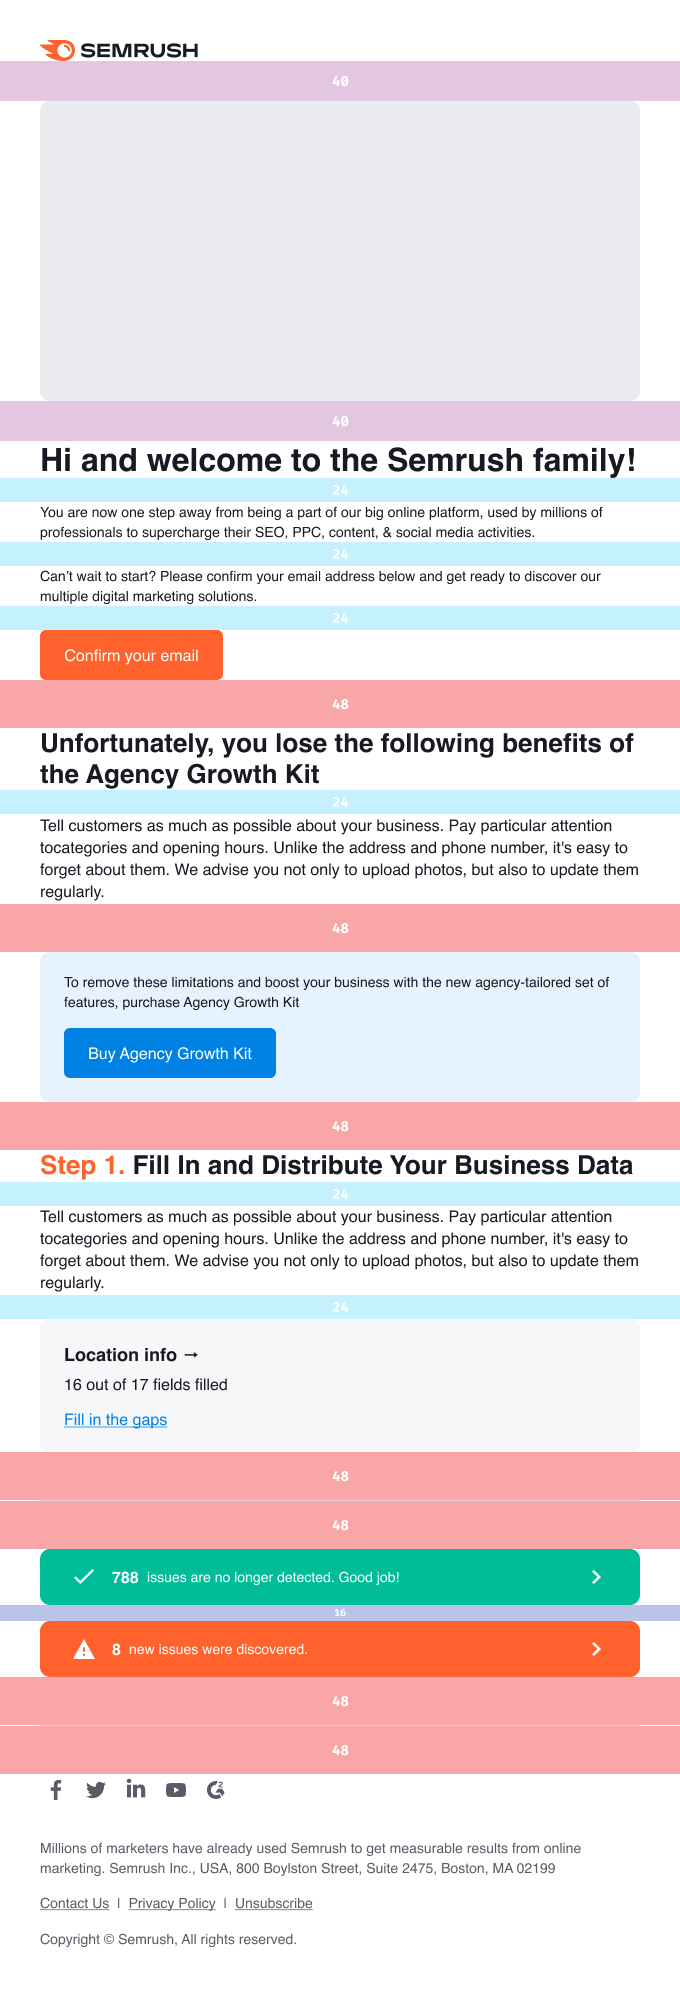 SEMRUSH
40
40
Hi and welcome to the Semrush family!
24
You are now one step away from being a part of our big online platform, used by millions of
professionals to supercharge their SEO, PPC, content, & social media activities.
24
Can't wait to start? Please confirm your email address below and get ready to discover our
multiple digital marketing solutions.
24
Confirm your email
48
Unfortunately, you lose the following benefits of
the Agency Growth Kit
24
Tell customers as much as possible about your business. Pay particular attention
tocategories and opening hours. Unlike the address and phone number, it's easy to
forget about them. We advise you not only to upload photos, but also to update them
regularly.
48
To remove these limitations and boost your business with the new agency-tailored set of
features, purchase Agency Growth Kit
Buy Agency Growth Kit
48
Step 1. Fill In and Distribute Your Business Data
24
Tell customers as much as possible about your business. Pay particular attention
tocategories and opening hours. Unlike the address and phone number, it's easy to
forget about them. We advise you not only to upload photos, but also to update them
regularly.
24
Location info →
16 out of 17 fields filled
Fill in the gaps
48
48
788 issues are no longer detected. Good job!
16
8 new issues were discovered.
48
48
Millions of marketers have already used Semrush to get measurable results from online
marketing. Semrush Inc., USA, 800 Boylston Street, Suite 2475, Boston, MA 02199
Contact Us | Privacy Policy | Unsubscribe
Copyright © Semrush, All rights reserved.